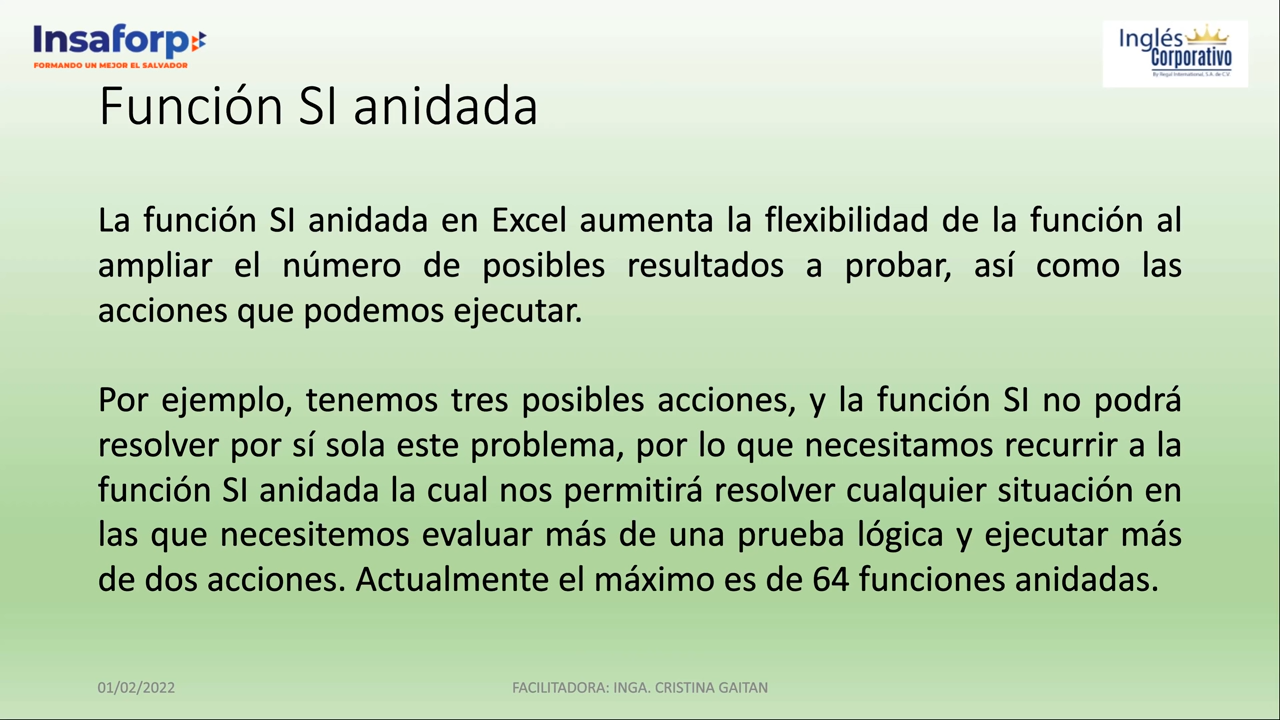 Insaforp
FORMANDO UN MEJOR EL SALVADOR
Inglés
Corporativo
By Ilegal International, S.A. de C.V.
Función SI anidada
La función SI anidada en Excel aumenta la flexibilidad de la función al
ampliar el número de posibles resultados a probar, así como las
acciones que podemos ejecutar.
Por ejemplo, tenemos tres posibles acciones, y la función SI no podrá
resolver por sí sola este problema, por lo que necesitamos recurrir a la
función SI anidada la cual nos permitirá resolver cualquier situación en
las que necesitemos evaluar más de una prueba lógica y ejecutar más
de dos acciones. Actualmente el máximo es de 64 funciones anidadas.
01/02/2022
FACILITADORA: INGA. CRISTINA GAITAN